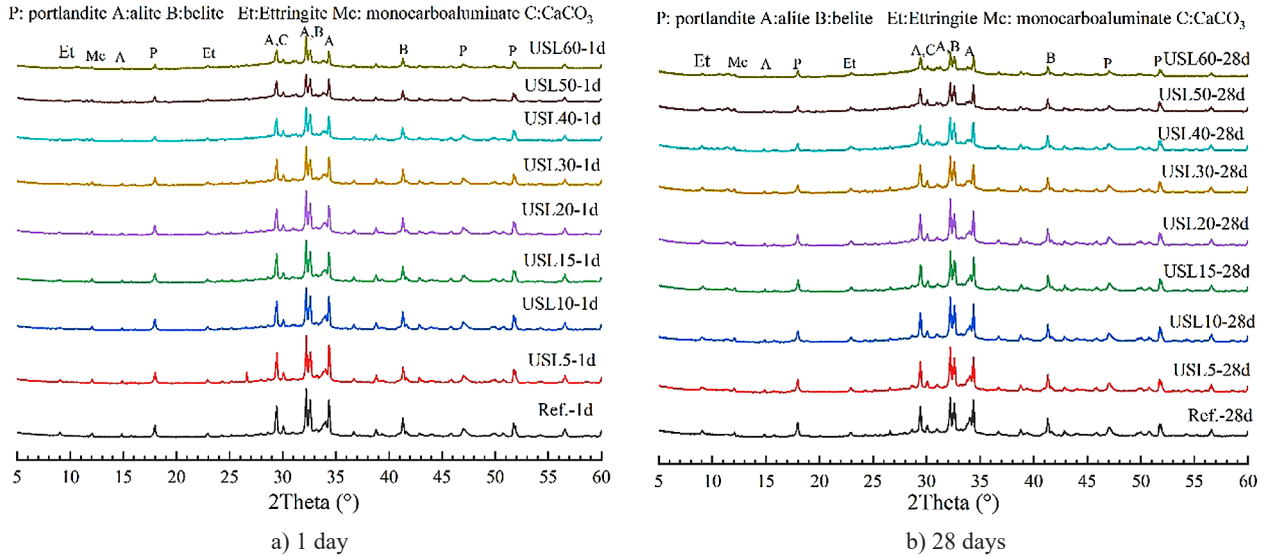 P: portlandite A:alite B:belite Et:Ettringite Mc: monocarboaluminate C:CaCO3
Et Mc A P Et A,C A,B A B P P
USL60-1d
USL50-1d
USL40-1d
USL30-1d
USL20-1d
USL15-1d
USL10-1d
USL5-1d
Ref.-1d
5 10 15 20 25 30 35 40 45 50 55 60
2Theta (°)
a) 1 day
P: portlandite A:alite B:belite Et:Ettringite Mc: monocarboaluminate C:CaCO3
Et Mc A P Et A,C A,B A B P P
USL60-28d
USL50-28d
USL40-28d
USL30-28d
USL20-28d
USL15-28d
USL10-28d
USL5-28d
Ref.-28d
5 10 15 20 25 30 35 40 45 50 55 60
2Theta (°)
b) 28 days